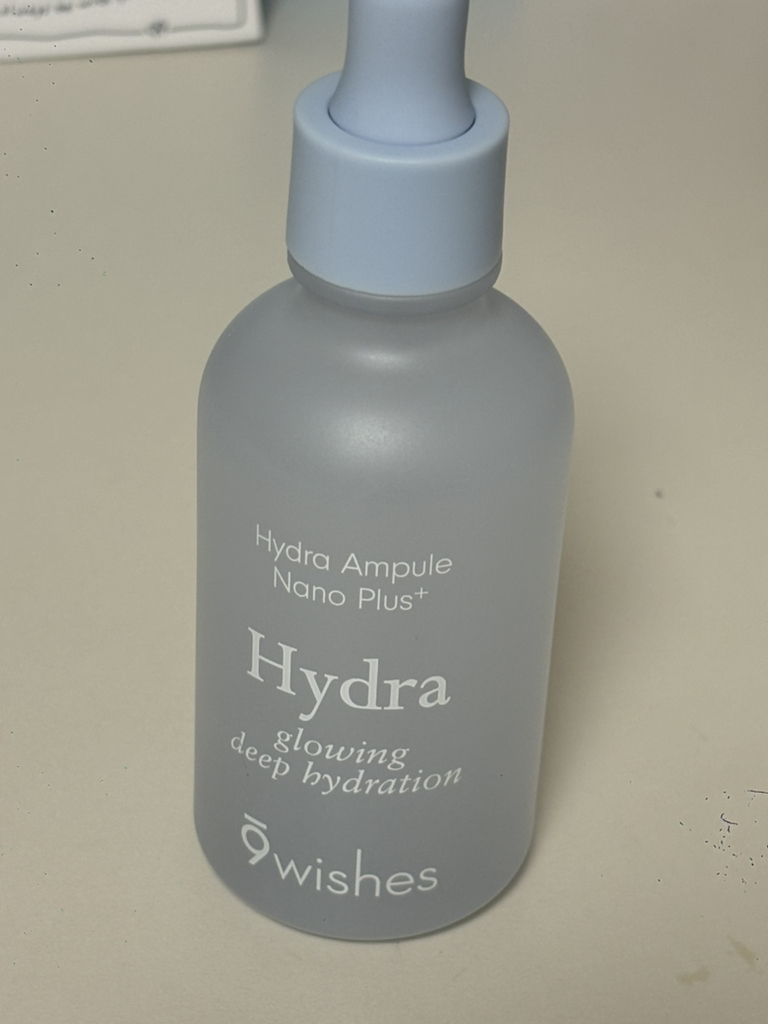 Hydra Ampule
Nano Plus+
Hydra
glowing
deep hydration
9wishes